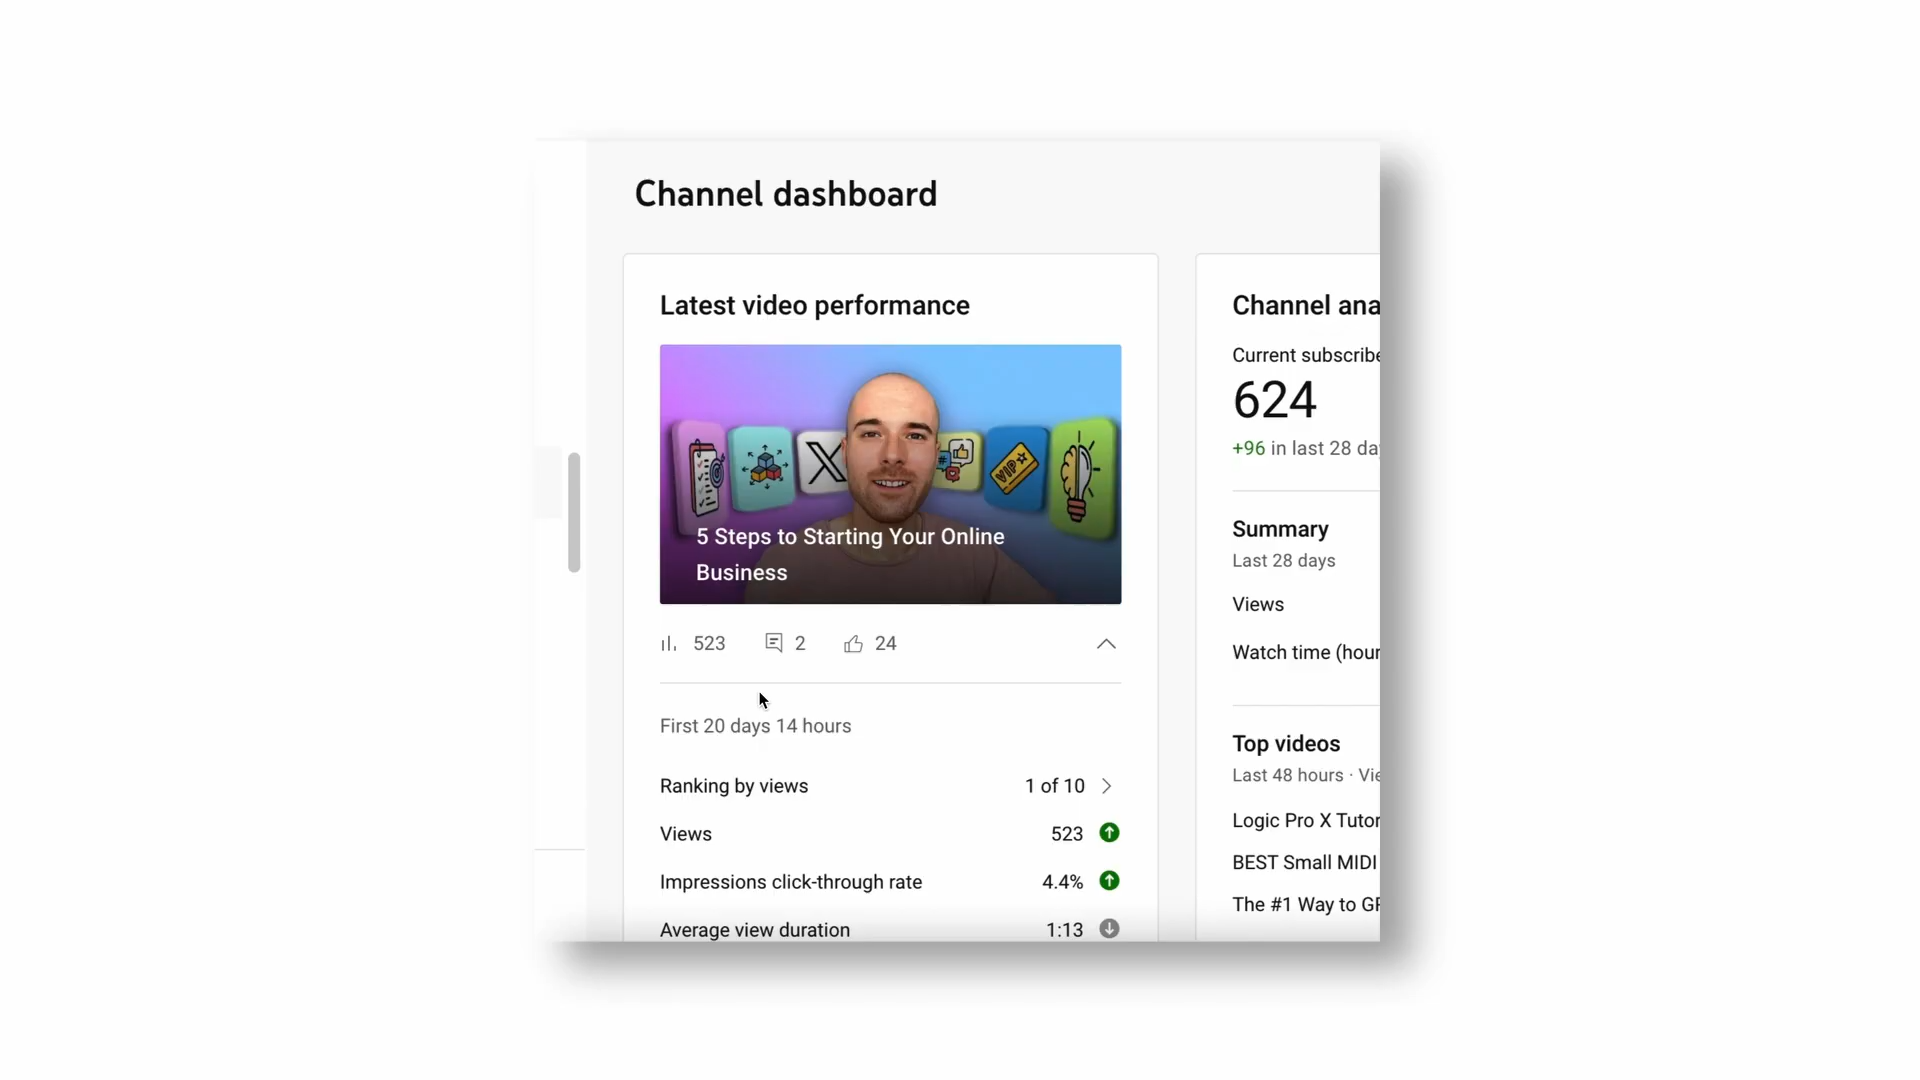 Channel dashboard
Latest video performance
X
VIP
5 Steps to Starting Your Online
Business
523 2 24
First 20 days 14 hours
Ranking by views 1 of 10
Views 523
Impressions click-through rate 4.4%
Average view duration 1:13
Channel ana
Current subscribe
624
+96 in last 28 da
Summary
Last 28 days
Views
Watch time (hour
Top videos
Last 48 hours · Vie
Logic Pro X Tutor
BEST Small MIDI
The #1 Way to